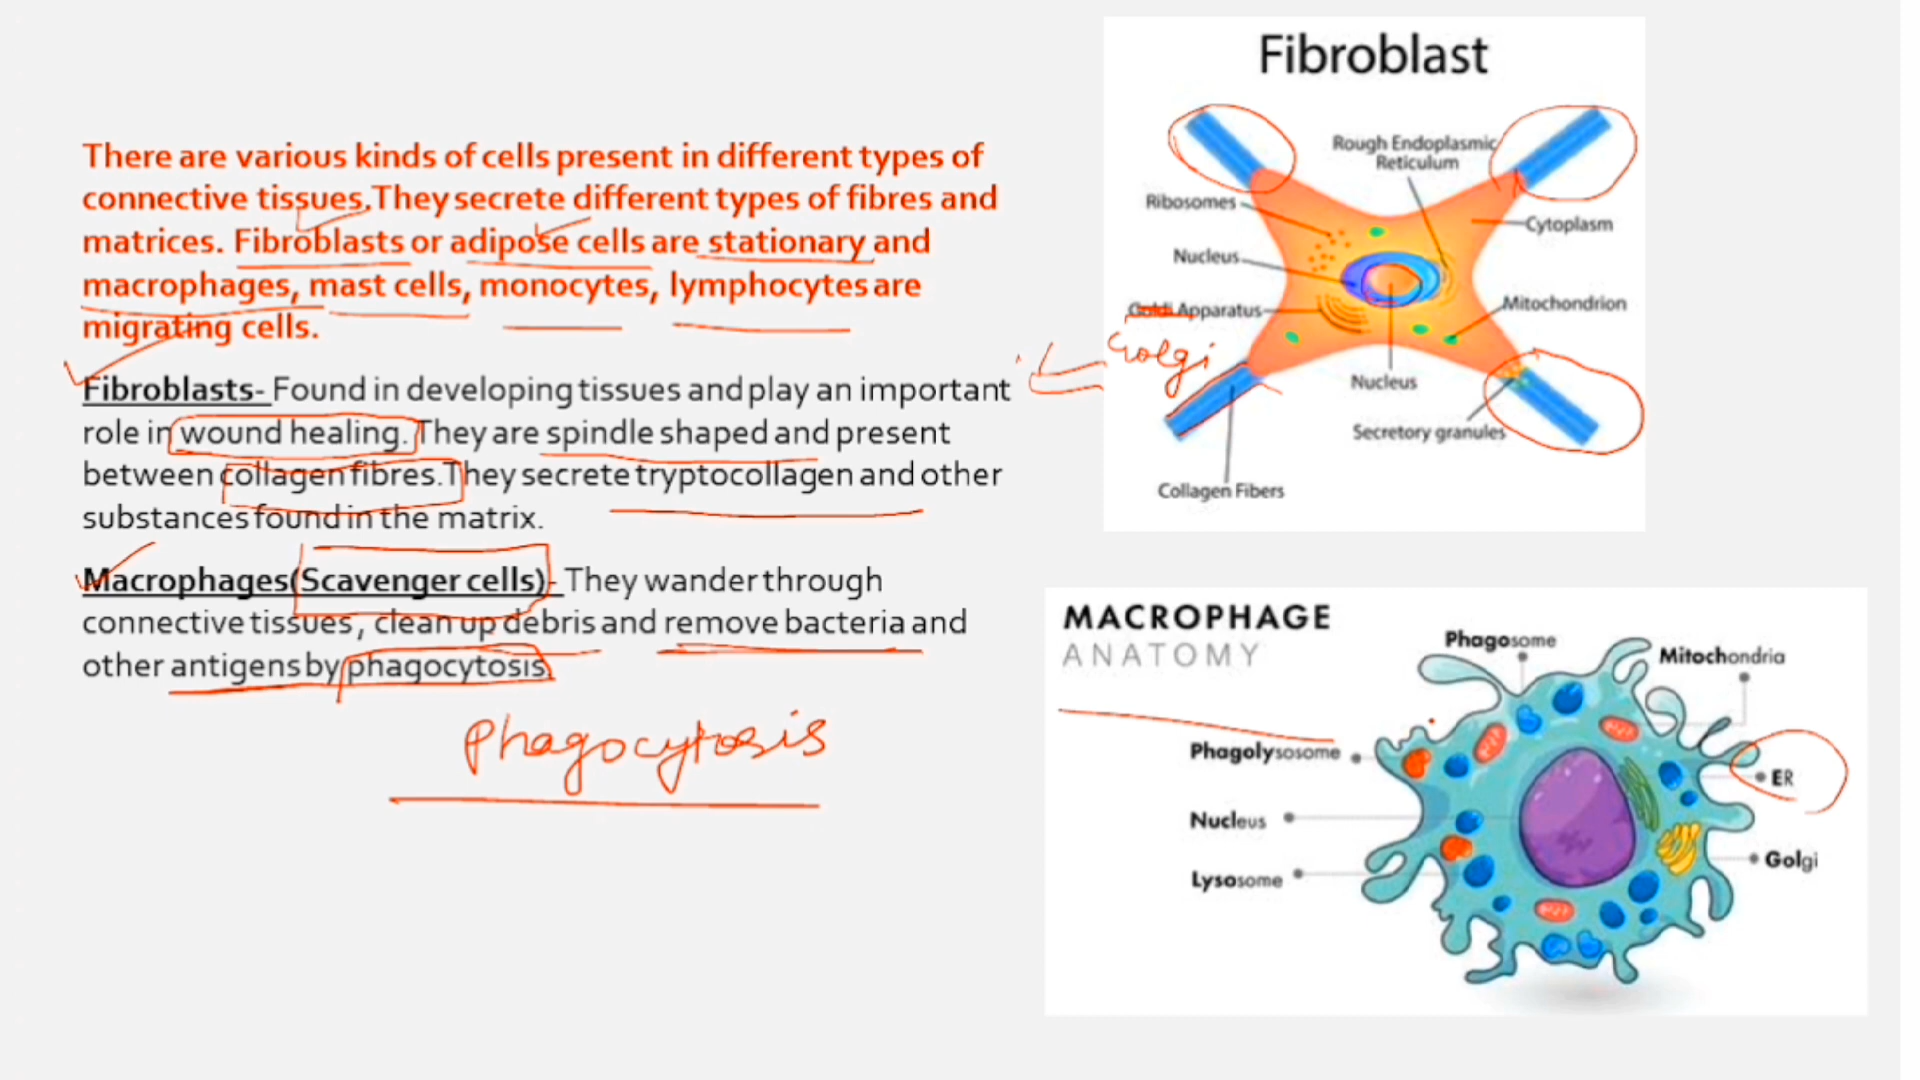 There are various kinds of cells present in different types of
connective tissues.They secrete different types of fibres and
matrices. Fibroblasts or adipose cells are stationary and
macrophages, mast cells, monocytes, lymphocytes are
migrating cells.
Fibroblasts- Found in developing tissues and play an important
role in wound healing. They are spindle shaped and present
between collagen fibres.They secrete tryptocollagen and other
substances found in the matrix.
Macrophages(Scavenger cells)- They wander through
connective tissues, clean up debris and remove bacteria and
other antigens by phagocytosis.
Phagocytosis
Fibroblast
Rough Endoplasmic
Reticulum
Ribosomes
Cytoplasm
Nucleus
Goldi Apparatus
Mitochondrion
Golgi
Nucleus
Secretory granules
Collagen Fibers
MACROPHAGE
ANATOMY
Phagosome
Mitochondria
Phagolysosome
ER
Nucleus
Golgi
Lysosome